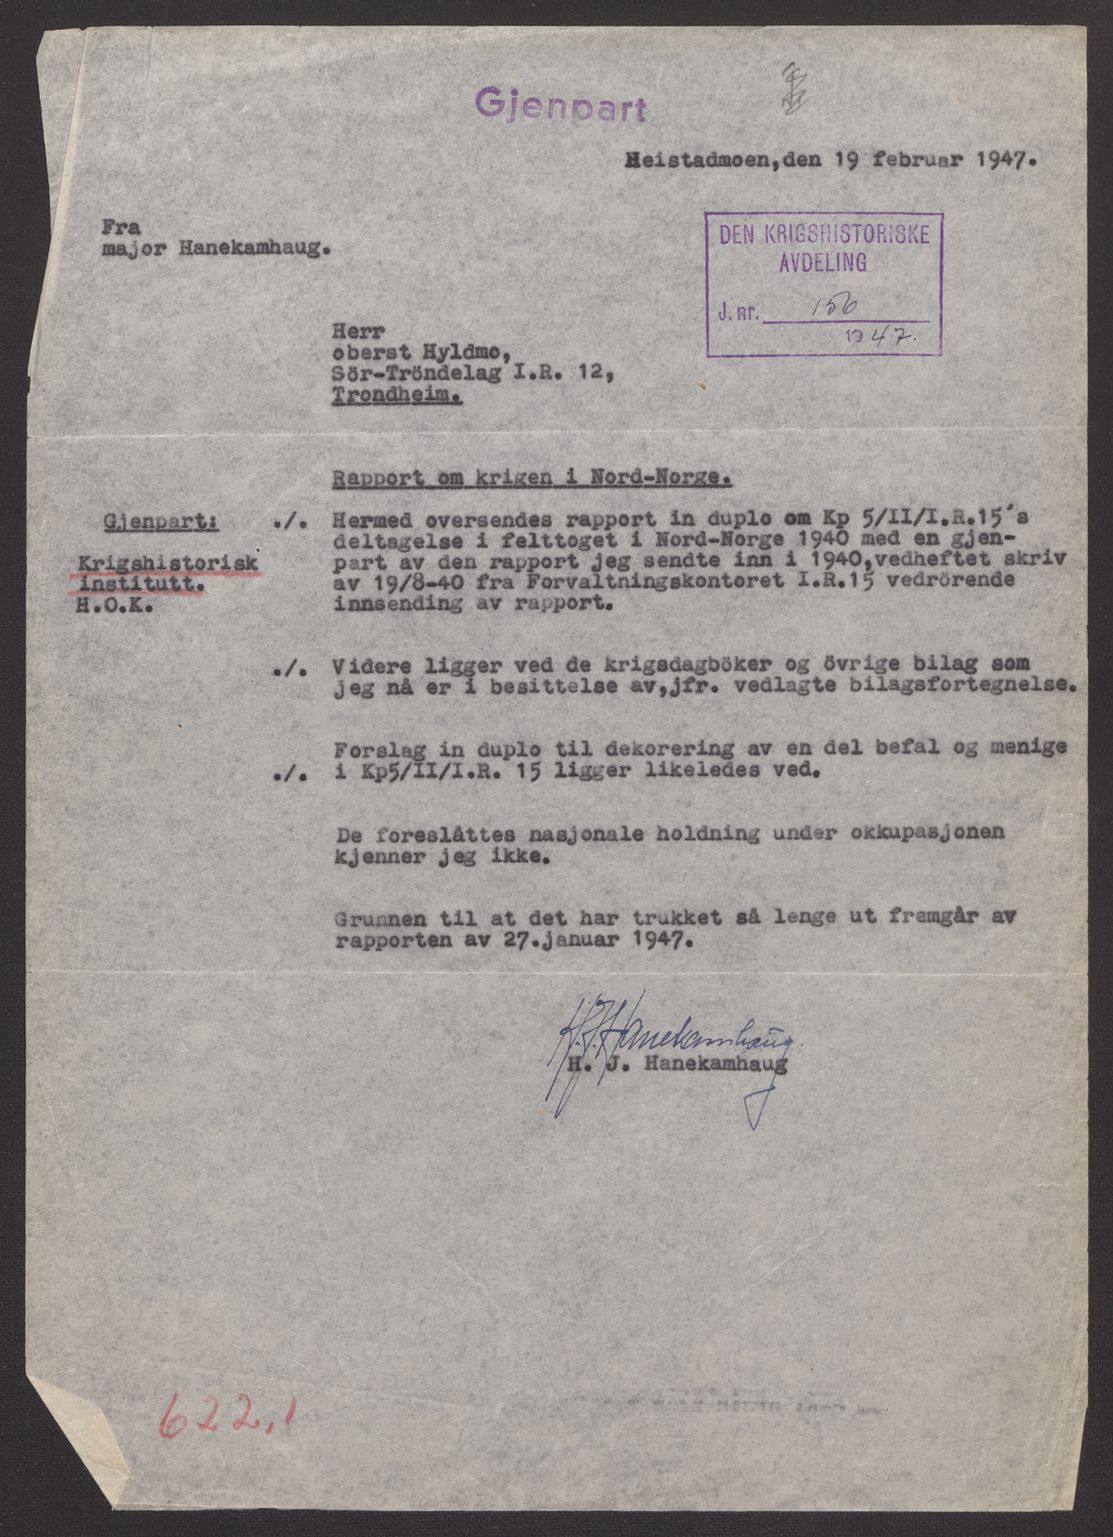 Gjenpart
Heistadmoen,den 19 februar 1947.
Fra
major Hanekamhaug.
DEN KRIGSHISTORISKE
AVDELING
J. nr. 156
1947.
Herr
oberst Hyldmo,
Sör-Tröndelag I.R. 12,
Trondheim.
Rapport om krigen i Nord-Norge.
Gjenpart:
Krigshistorisk
institutt.
H.O.K.
./. Hermed oversendes rapport in duplo om Kp 5/II/I.R.15's
deltagelse i felttoget i Nord-Norge 1940 med en gjen-
part av den rapport jeg sendte inn i 1940,vedheftet skriv
av 19/8-40 fra Forvaltningskontoret I.R.15 vedrörende
innsending av rapport.
./. Videre ligger ved de krigsdagböker og övrige bilag som
jeg nå er i besittelse av,jfr. vedlagte bilagsfortegnelse.
Forslag in duplo til dekorering av en del befal og menige
./. i Kp5/II/I.R. 15 ligger likeledes ved.
De foreslåttes nasjonale holdning under okkupasjonen
kjenner jeg ikke.
Grunnen til at det har trukket så lenge ut fremgår av
rapporten av 27.januar 1947.
H.J. Hanekamhaug.
H. J. Hanekamhaug
622,1